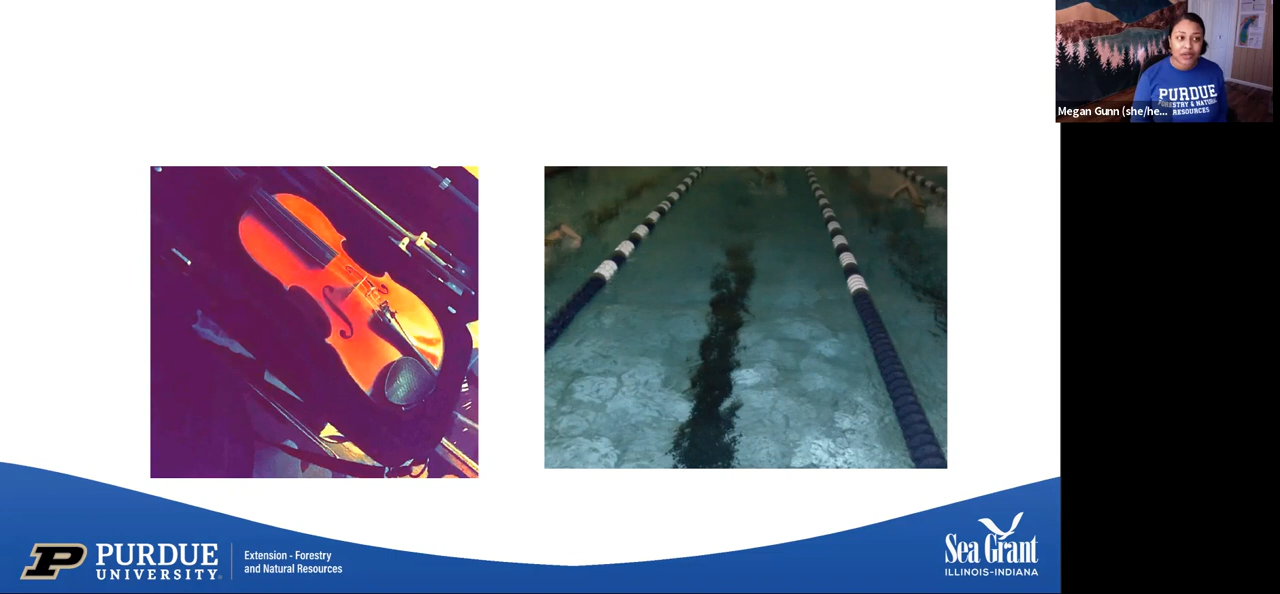 PURDUE
FORESTRY & NATURAL
RESOURCES
Megan Gunn (she/he...
PURDUE
UNIVERSITY®
Extension - Forestry
and Natural Resources
Sea Grant
ILLINOIS-INDIANA